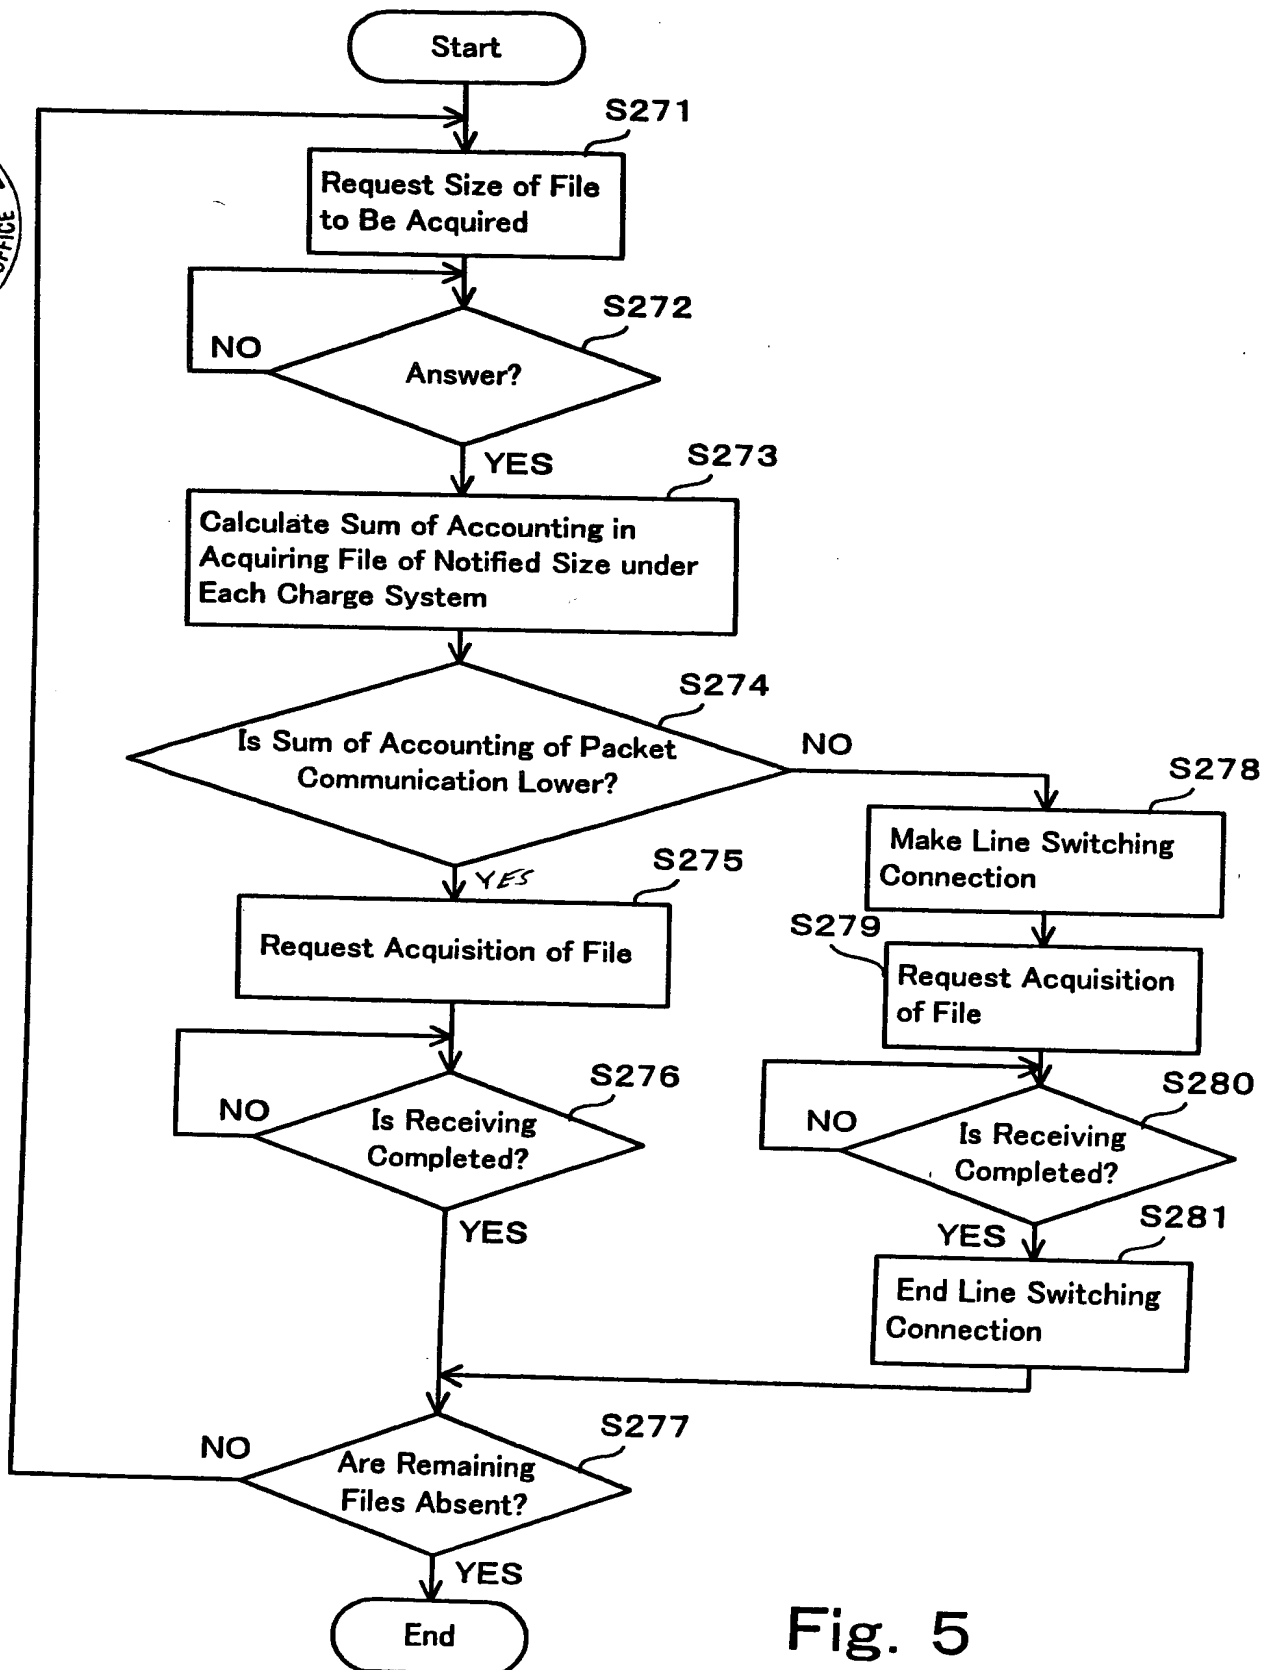 Start
S271
Request Size of File
to Be Acquired
OFFICE
S272
NO
Answer?
YES
S273
Calculate Sum of Accounting in
Acquiring File of Notified Size under
Each Charge System
S274
Is Sum of Accounting of Packet
Communication Lower?
NO
S278
Make Line Switching
Connection
YES
S275
Request Acquisition of File
S279
Request Acquisition
of File
S276
NO
Is Receiving
Completed?
YES
S280
NO
Is Receiving
Completed?
YES
S281
End Line Switching
Connection
S277
NO
Are Remaining
Files Absent?
YES
End
Fig. 5